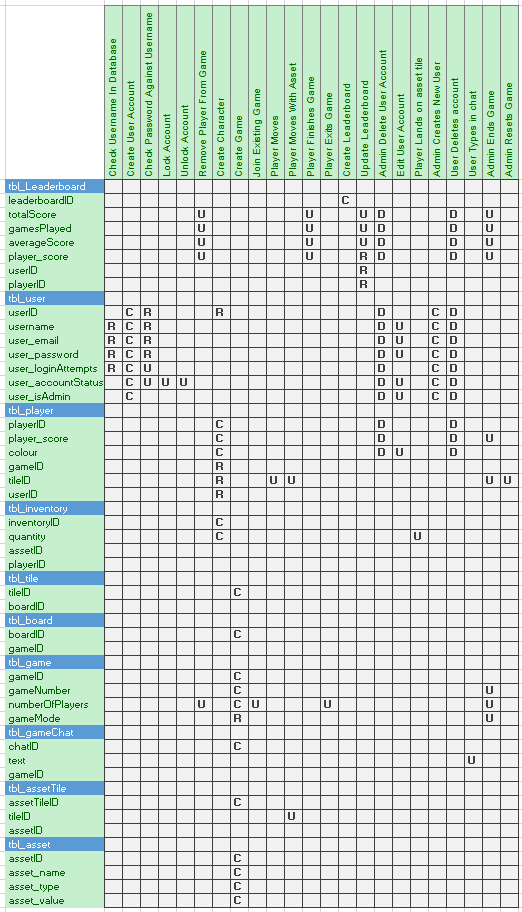 Check Username In Database
Create User Account
Check Password Against Username
Lock Account
Unlock Account
Remove Player From Game
Create Character
Create Game
Join Existing Game
Player Moves
Player Moves With Asset
Player Finishes Game
Player Exits Game
Create Leaderboard
Update Leaderboard
Admin Delete User Account
Edit User Account
Player Lands on asset tile
Admin Creates New User
User Deletes account
User Types in chat
Admin Ends Game
Admin Resets Game
tbl_Leaderboard
leaderboardID C
totalScore U U U D D U
gamesPlayed U U U D D U
averageScore U U U D D U
player_score U U R D D U
userID R
playerID R
tbl_user
userID C R R D C D
username R C R D U C D
user_email R C R D U C D
user_password R C R D U C D
user_loginAttempts R C U D C D
user_accountStatus C U U U D U C D
user_isAdmin C D U C D
tbl_player
playerID C D D
player_score C D D U
colour C D U D
gameID R
tileID R U U U U
userID R
tbl_inventory
inventoryID C
quantity C U
assetID
playerID
tbl_tile
tileID C
boardID
tbl_board
boardID C
gameID
tbl_game
gameID C
gameNumber C U
numberOfPlayers U C U U U
gameMode R U
tbl_gameChat
chatID C
text U
gameID
tbl_assetTile
assetTileID C
tileID U
assetID
tbl_asset
assetID C
asset_name C
asset_type C
asset_value C